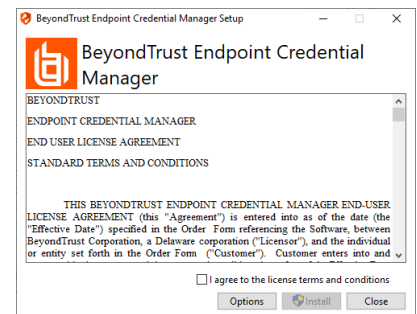 BeyondTrust Endpoint Credential Manager Setup
BeyondTrust Endpoint Credential
Manager
BEYONDTRUST
ENDPOINT CREDENTIAL MANAGER
END USER LICENSE AGREEMENT
STANDARD TERMS AND CONDITIONS
THIS BEYONDTRUST ENDPOINT CREDENTIAL MANAGER END-USER
LICENSE AGREEMENT (this "Agreement") is entered into as of the date (the
"Effective Date") specified in the Order Form referencing the Software, between
BeyondTrust Corporation, a Delaware corporation ("Licensor"), and the individual
or entity set forth in the Order Form ("Customer"). Customer enters into and
I agree to the license terms and conditions
Options Install Close